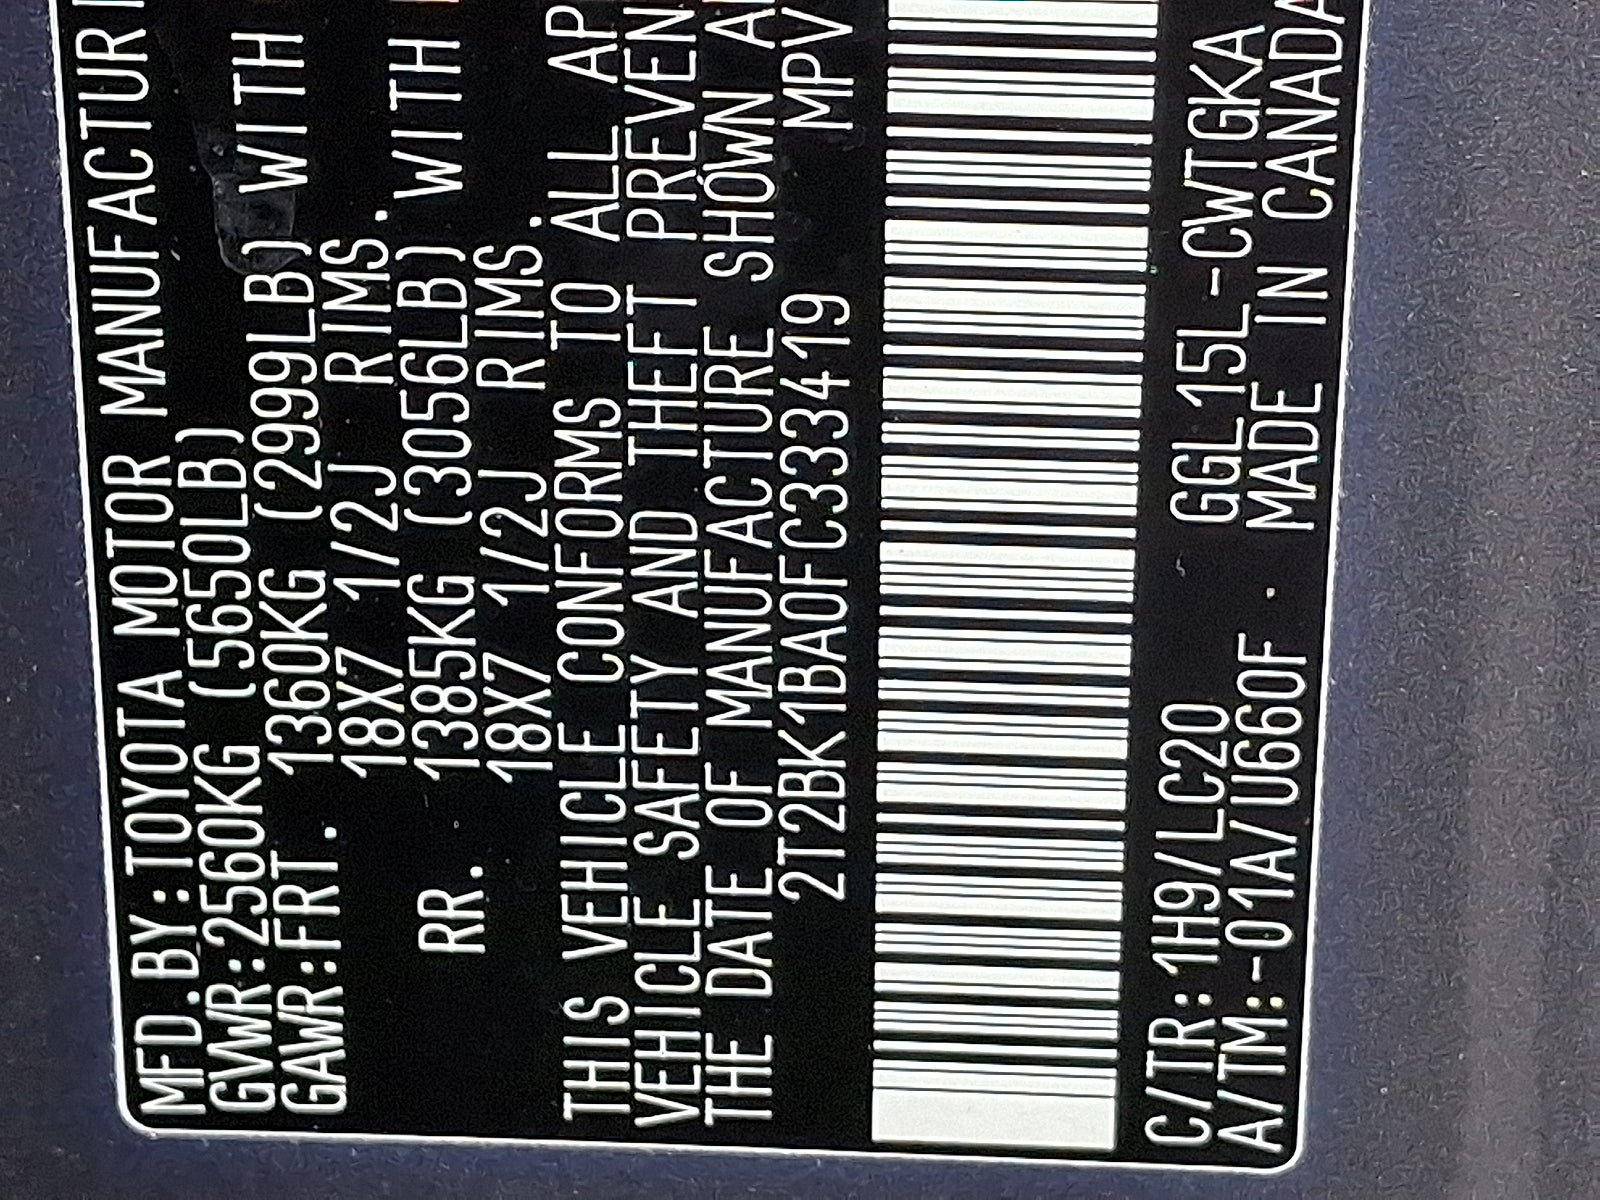 MFD.BY:TOYOTA MOTOR MANUFACTUR
GVWR:2560KG (5650LB)
GAWR:FRT. 1360KG (2999LB) WITH
18X7 1/2J RIMS.
RR. 1385KG (3056LB) WITH
18X7 1/2J RIMS.
THIS VEHICLE CONFORMS TO ALL AP
VEHICLE SAFETY AND THEFT PREVEN
THE DATE OF MANUFACTURE SHOWN A
2T2BK1BA0FC333419 MPV
C/TR:1H9/LC20 GGL15L-CWTGKA
A/TM:-01A/U660F MADE IN CANADA